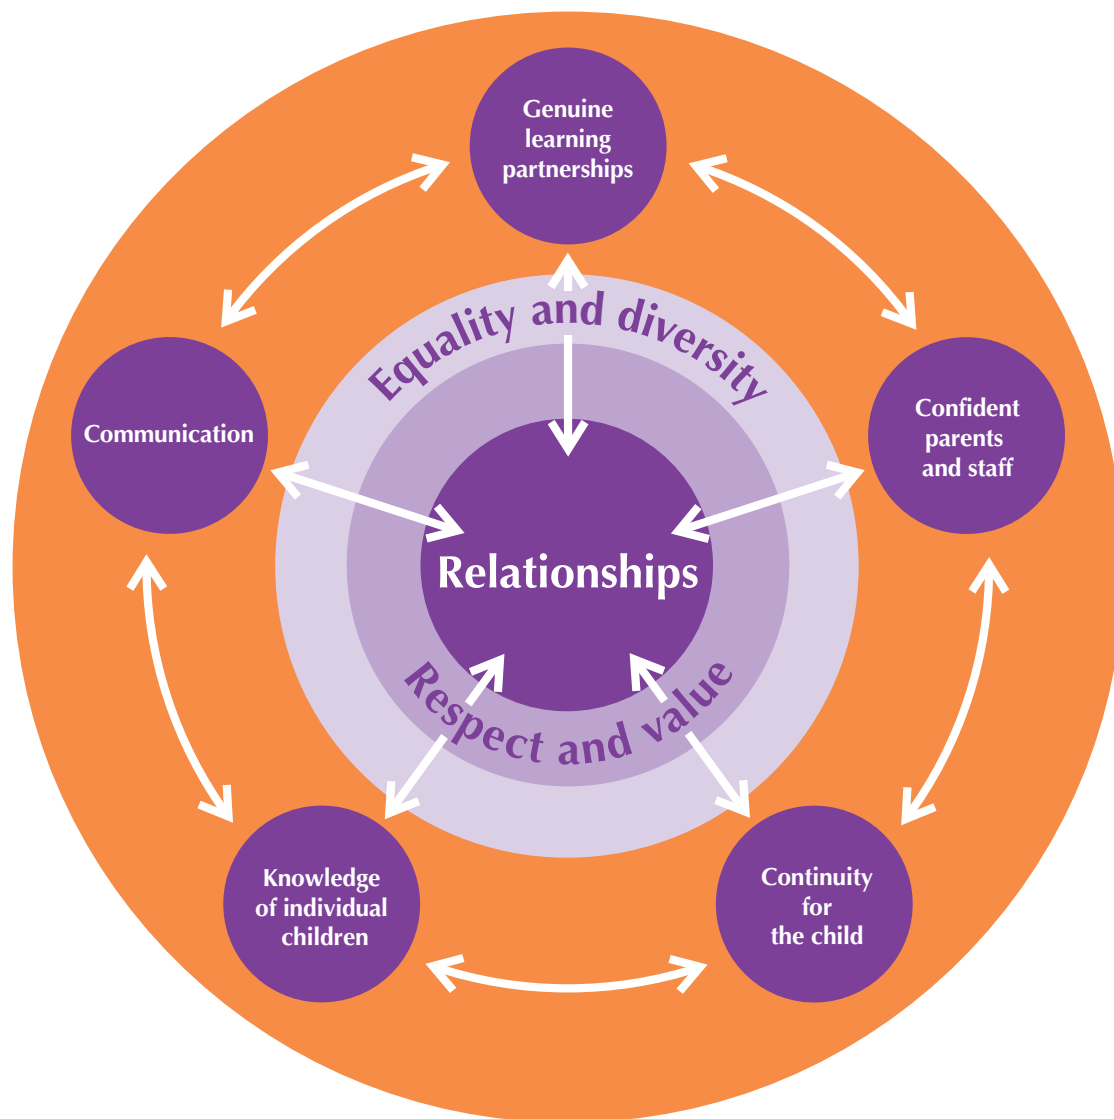 Genuine
learning
partnerships
Equality and diversity
Communication
Confident
parents
and staff
Relationships
Respect and value
Knowledge
of individual
children
Continuity
for
the child